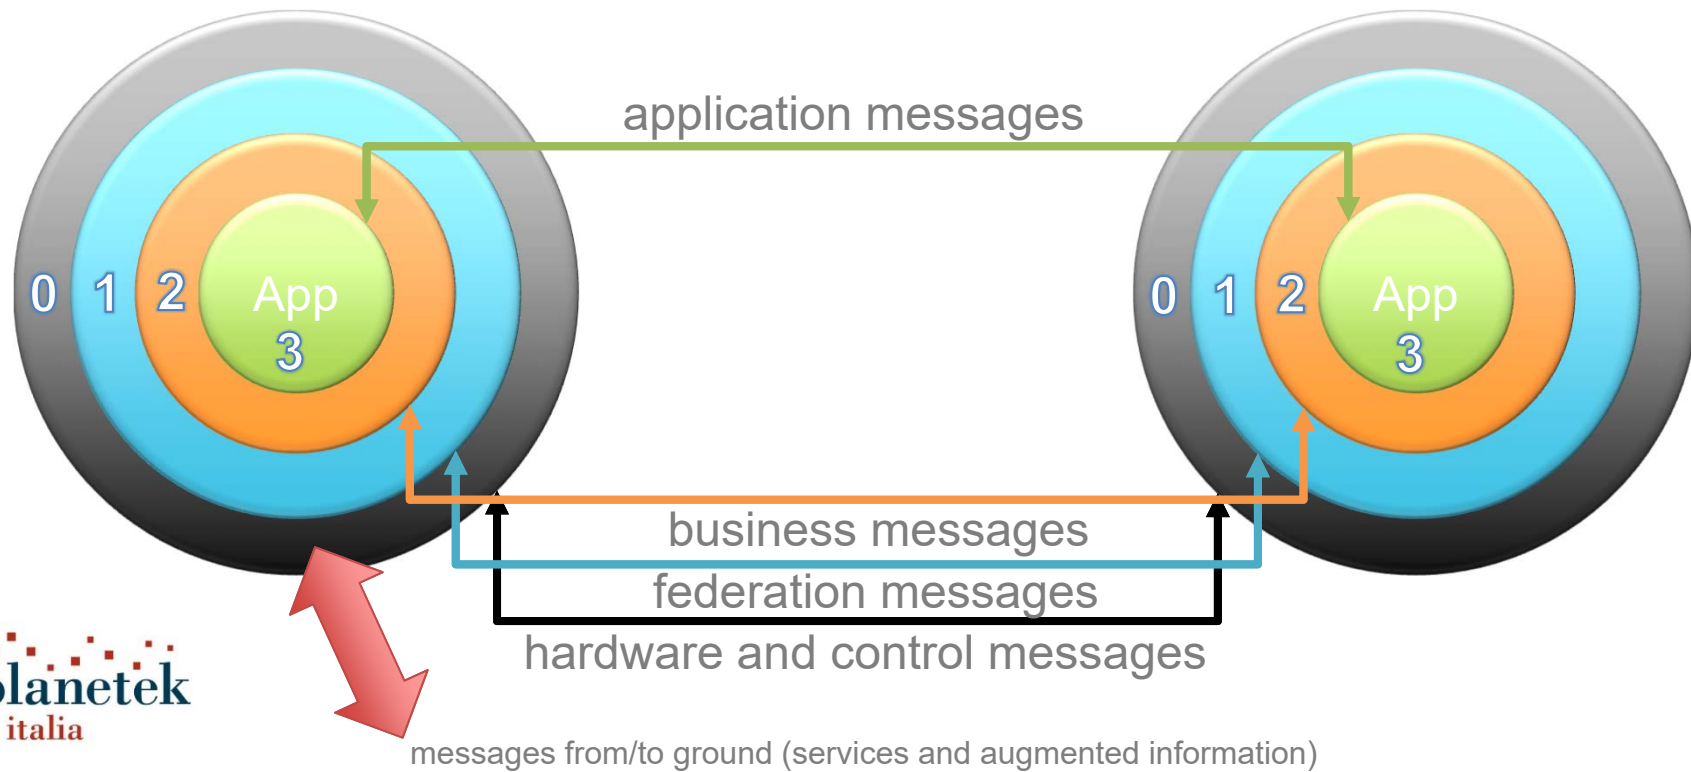 application messages
0 1 2 App 3
0 1 2 App 3
business messages
federation messages
hardware and control messages
planetek
italia
messages from/to ground (services and augmented information)